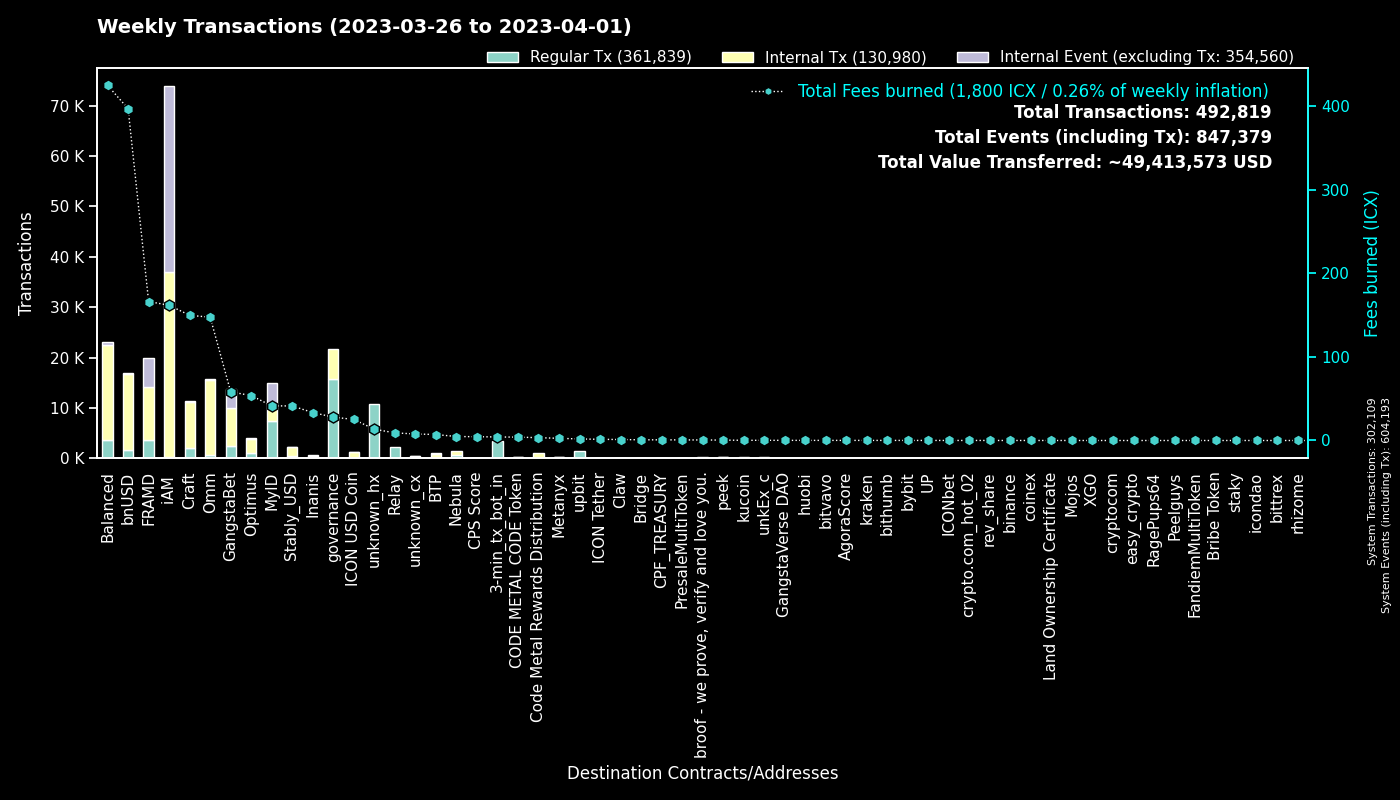 Weekly Transactions (2023-03-26 to 2023-04-01)
Regular Tx (361,839)
Internal Tx (130,980)
Internal Event (excluding Tx: 354,560)
Total Fees burned (1,800 ICX / 0.26% of weekly inflation)
Total Transactions: 492,819
Total Events (including Tx): 847,379
Total Value Transferred: ~49,413,573 USD
Transactions
70 K
60 K
50 K
40 K
30 K
20 K
10 K
0 K
400
300
200
100
0
Fees burned (ICX)
System Transactions: 302,109
System Events (including Tx): 604,193
Balanced
bnUSD
FRAMD
iAM
Craft
Omm
GangstaBet
Optimus
MyID
Stably_USD
Inanis
governance
ICON USD Coin
unknown_hx
Relay
unknown_cx
BTP
Nebula
CPS Score
3-min_tx_bot_in
CODE METAL CODE Token
Code Metal Rewards Distribution
Metanyx
upbit
ICON Tether
Claw
Bridge
CPF_TREASURY
PresaleMultiToken
broof - we prove, verify and love you.
peek
kucoin
unkEx_c
GangstaVerse DAO
huobi
bitvavo
AgoraScore
kraken
bithumb
bybit
UP
ICONbet
crypto.com_hot_02
rev_share
binance
coinex
Land Ownership Certificate
Mojos
XGO
cryptocom
easy_crypto
RagePups64
Peelguys
FandiemMultiToken
Bribe Token
staky
icondao
bittrex
rhizome
Destination Contracts/Addresses